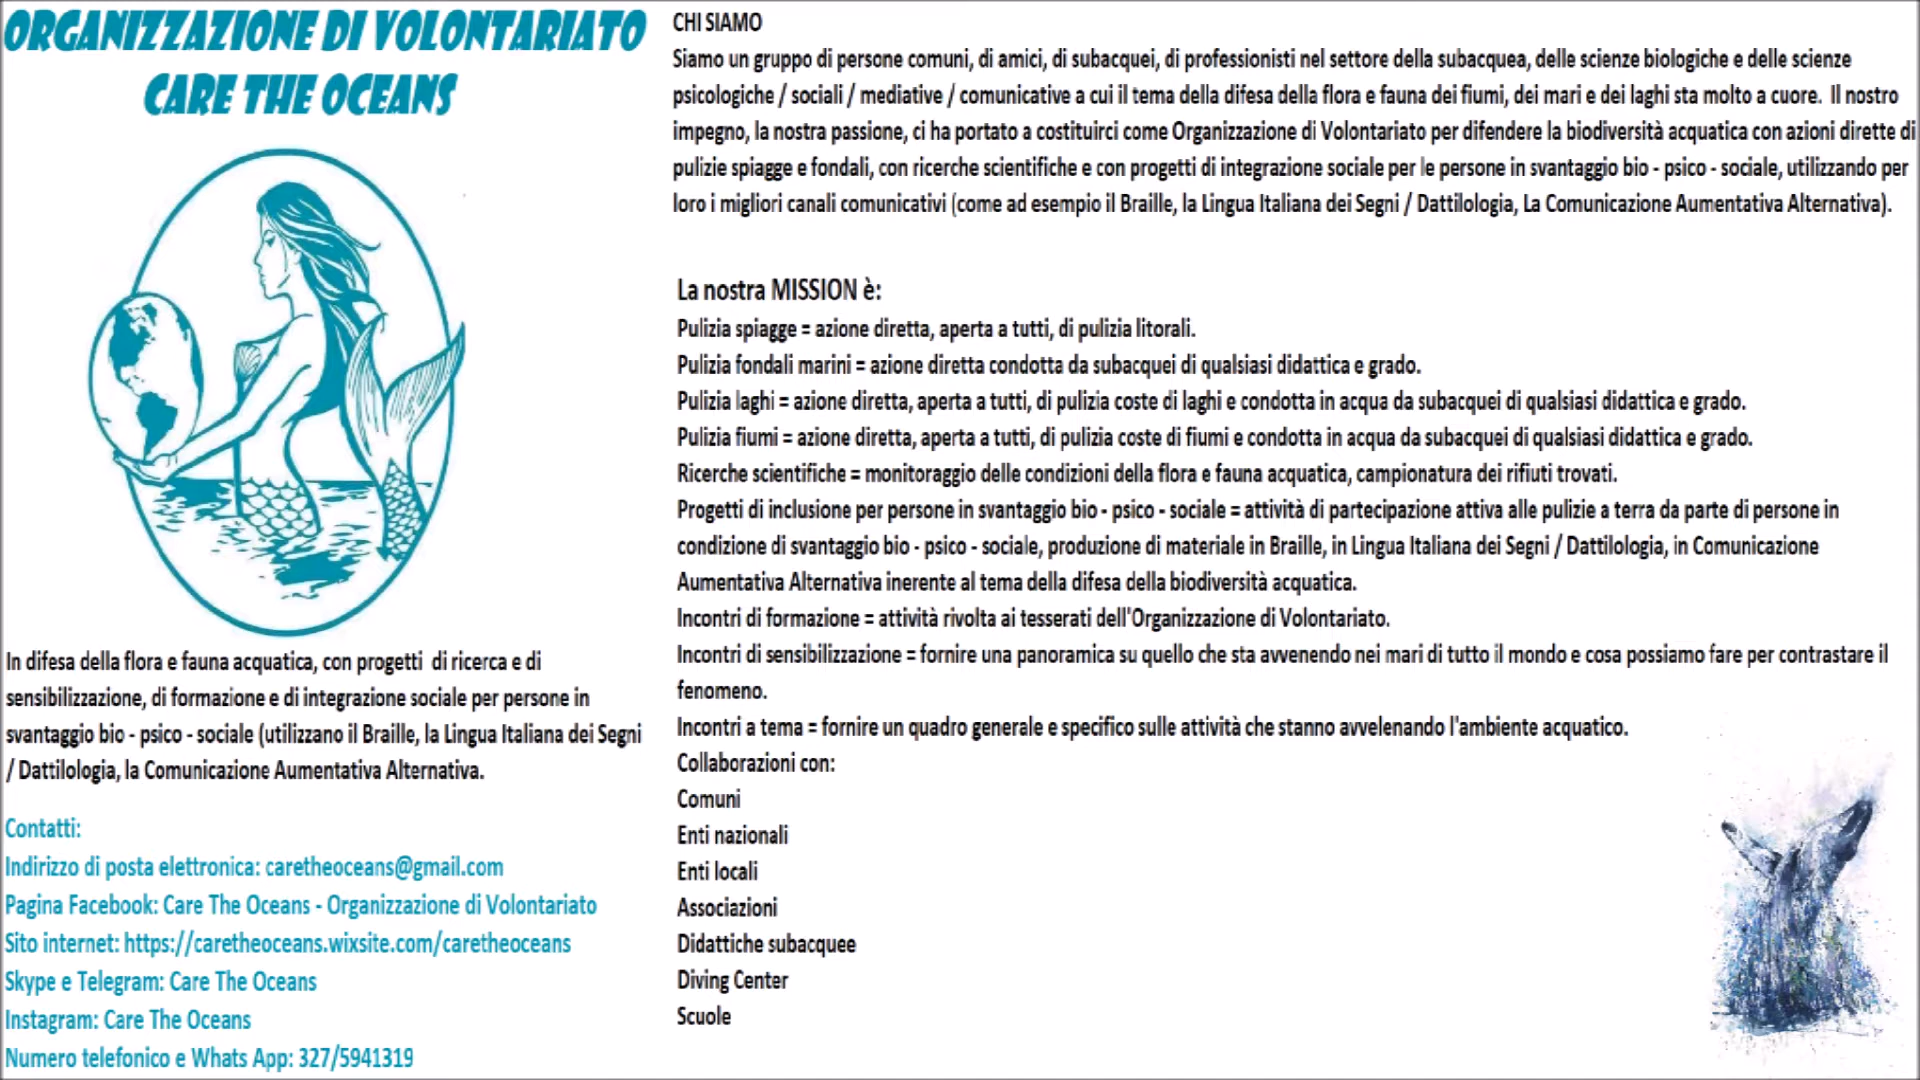 ORGANIZZAZIONE DI VOLONTARIATO
CARE THE OCEANS
In difesa della flora e fauna acquatica, con progetti di ricerca e di
sensibilizzazione, di formazione e di integrazione sociale per persone in
svantaggio bio - psico - sociale (utilizzano il Braille, la Lingua Italiana dei Segni
/ Dattilologia, la Comunicazione Aumentativa Alternativa.
Contatti:
Indirizzo di posta elettronica: caretheoceans@gmail.com
Pagina Facebook: Care The Oceans - Organizzazione di Volontariato
Sito internet: https://caretheoceans.wixsite.com/caretheoceans
Skype e Telegram: Care The Oceans
Instagram: Care The Oceans
Numero telefonico e Whats App: 327/5941319
CHI SIAMO
Siamo un gruppo di persone comuni, di amici, di subacquei, di professionisti nel settore della subacquea, delle scienze biologiche e delle scienze
psicologiche / sociali / mediative / comunicative a cui il tema della difesa della flora e fauna dei fiumi, dei mari e dei laghi sta molto a cuore. Il nostro
impegno, la nostra passione, ci ha portato a costituirci come Organizzazione di Volontariato per difendere la biodiversità acquatica con azioni dirette di
pulizie spiagge e fondali, con ricerche scientifiche e con progetti di integrazione sociale per le persone in svantaggio bio - psico - sociale, utilizzando per
loro i migliori canali comunicativi (come ad esempio il Braille, la Lingua Italiana dei Segni / Dattilologia, La Comunicazione Aumentativa Alternativa).
La nostra MISSION è:
Pulizia spiagge = azione diretta, aperta a tutti, di pulizia litorali.
Pulizia fondali marini = azione diretta condotta da subacquei di qualsiasi didattica e grado.
Pulizia laghi = azione diretta, aperta a tutti, di pulizia coste di laghi e condotta in acqua da subacquei di qualsiasi didattica e grado.
Pulizia fiumi = azione diretta, aperta a tutti, di pulizia coste di fiumi e condotta in acqua da subacquei di qualsiasi didattica e grado.
Ricerche scientifiche = monitoraggio delle condizioni della flora e fauna acquatica, campionatura dei rifiuti trovati.
Progetti di inclusione per persone in svantaggio bio - psico - sociale = attività di partecipazione attiva alle pulizie a terra da parte di persone in
condizione di svantaggio bio - psico - sociale, produzione di materiale in Braille, in Lingua Italiana dei Segni / Dattilologia, in Comunicazione
Aumentativa Alternativa inerente al tema della difesa della biodiversità acquatica.
Incontri di formazione = attività rivolta ai tesserati dell'Organizzazione di Volontariato.
Incontri di sensibilizzazione = fornire una panoramica su quello che sta avvenendo nei mari di tutto il mondo e cosa possiamo fare per contrastare il
fenomeno.
Incontri a tema = fornire un quadro generale e specifico sulle attività che stanno avvelenando l'ambiente acquatico.
Collaborazioni con:
Comuni
Enti nazionali
Enti locali
Associazioni
Didattiche subacquee
Diving Center
Scuole